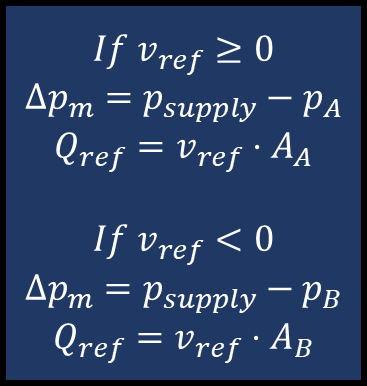 If v_ref ≥ 0
Δp_m = p_supply − p_A
Q_ref = v_ref · A_A
If v_ref < 0
Δp_m = p_supply − p_B
Q_ref = v_ref · A_B